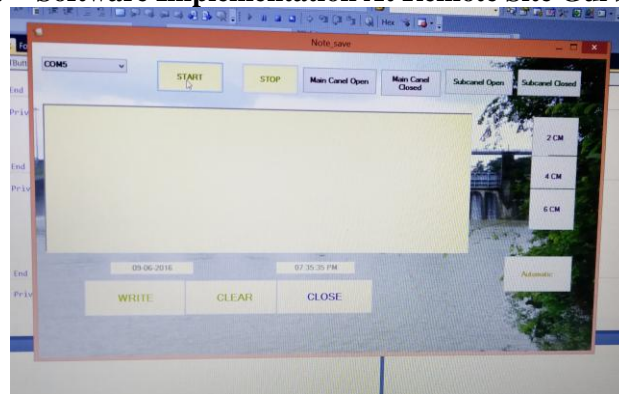 Software Implementation At Remote Site
Hex
Note_save
COM5
START
STOP
Main Canel Open
Main Canel
Closed
Subcanel Open
Subcanel Closed
End
Priv
2 CM
4 CM
End
Priv
6 CM
09-06-2016
07:35:35 PM
Automatic
End
Priv
WRITE
CLEAR
CLOSE